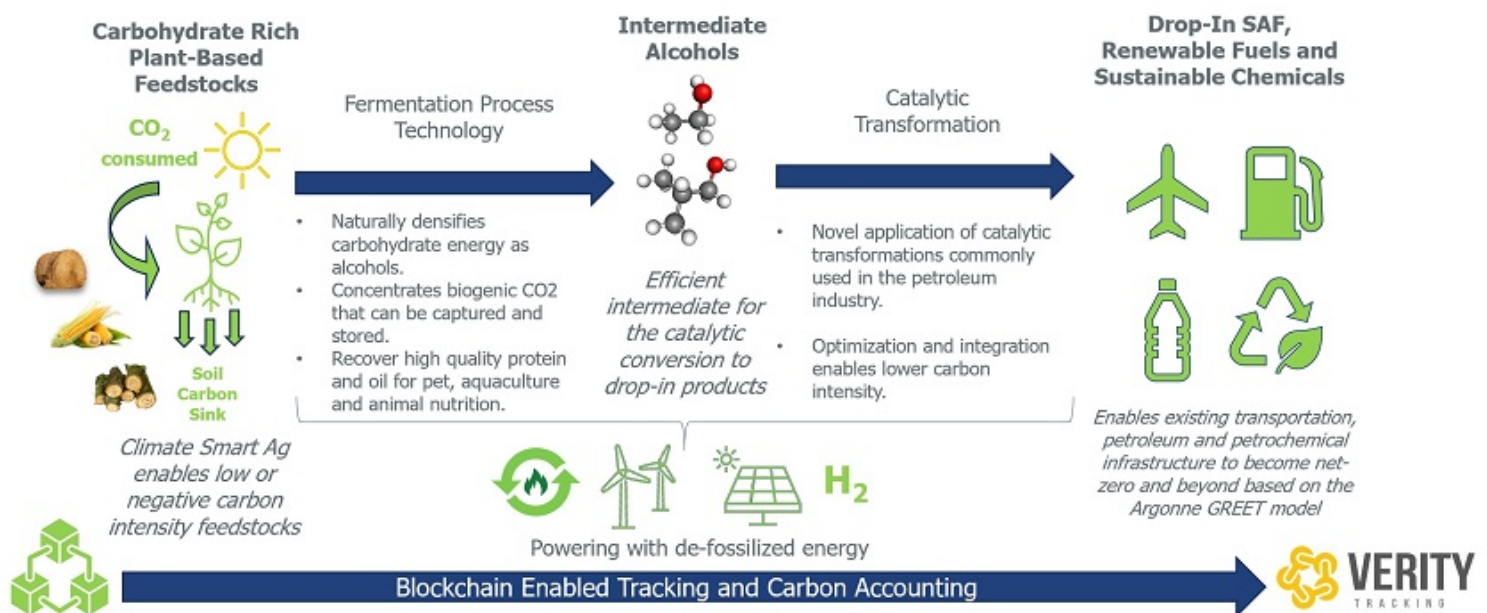 Carbohydrate Rich
Plant-Based
Feedstocks
CO₂
consumed
Soil
Carbon
Sink
Climate Smart Ag
enables low or
negative carbon
intensity feedstocks
Fermentation Process
Technology
• Naturally densifies
carbohydrate energy as
alcohols.
• Concentrates biogenic CO2
that can be captured and
stored.
• Recover high quality protein
and oil for pet, aquaculture
and animal nutrition.
Intermediate
Alcohols
Efficient
intermediate for
the catalytic
conversion to
drop-in products
Catalytic
Transformation
• Novel application of catalytic
transformations commonly
used in the petroleum
industry.
• Optimization and integration
enables lower carbon
intensity.
Drop-In SAF,
Renewable Fuels and
Sustainable Chemicals
Enables existing transportation,
petroleum and petrochemical
infrastructure to become net-
zero and beyond based on the
Argonne GREET model
H₂
Powering with de-fossilized energy
Blockchain Enabled Tracking and Carbon Accounting
VERITY
TRACKING